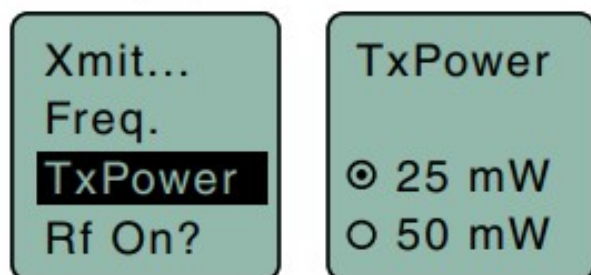 Xmit...
Freq.
TxPower
Rf On?
TxPower
25 mW
50 mW